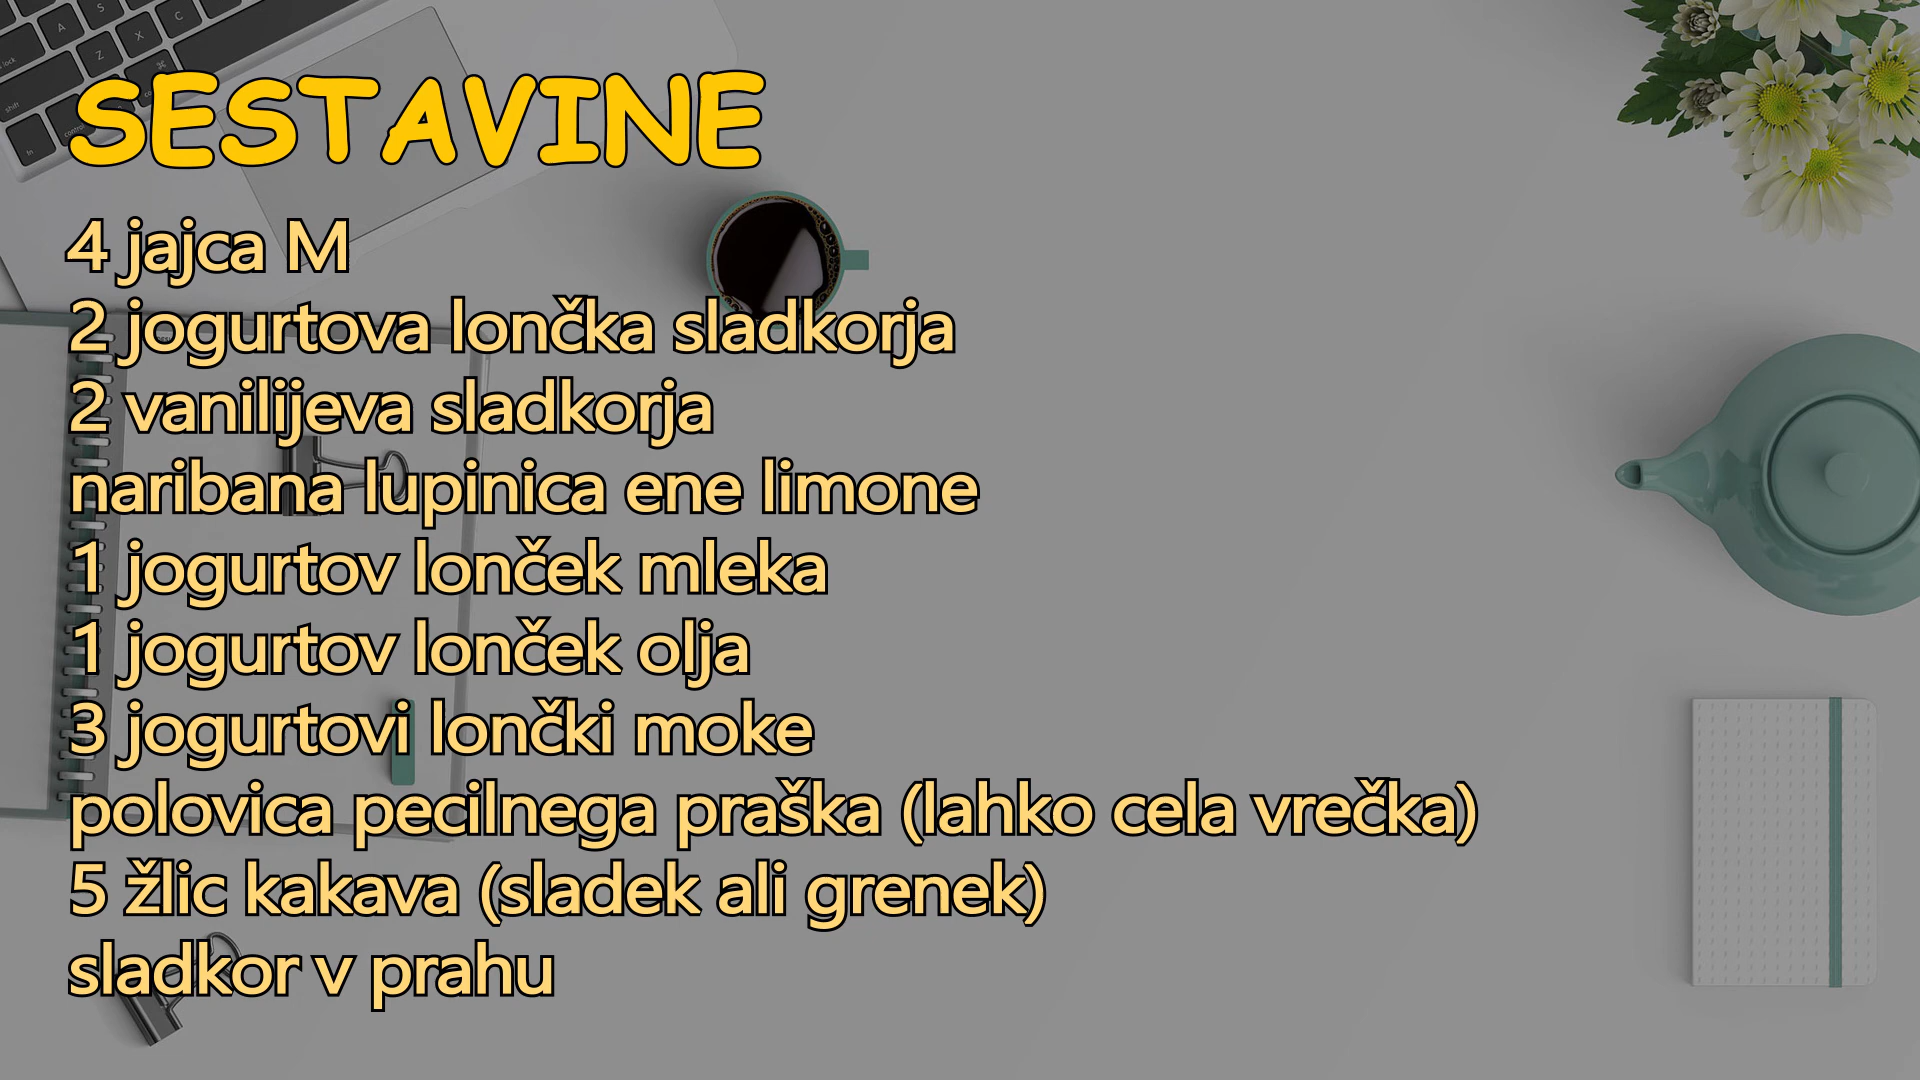 SESTAVINE
4 jajca M
2 jogurtova lončka sladkorja
2 vanilijeva sladkorja
naribana lupinica ene limone
1 jogurtov lonček mleka
1 jogurtov lonček olja
3 jogurtovi lončki moke
polovica pecilnega praška (lahko cela vrečka)
5 žlic kakava (sladek ali grenek)
sladkor v prahu